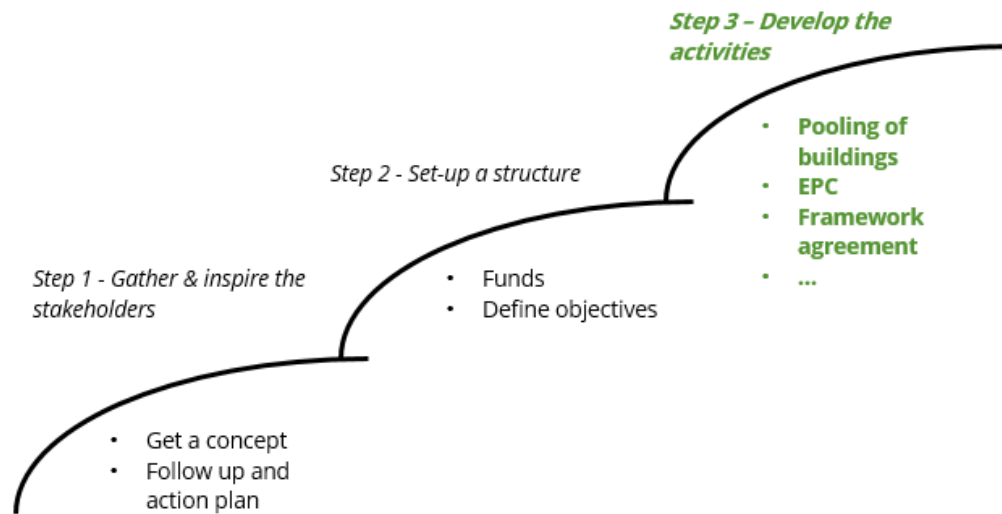 Step 3 – Develop the
activities
• Pooling of
buildings
• EPC
• Framework
agreement
• ...
Step 2 - Set-up a structure
• Funds
• Define objectives
Step 1 - Gather & inspire the
stakeholders
• Get a concept
• Follow up and
action plan